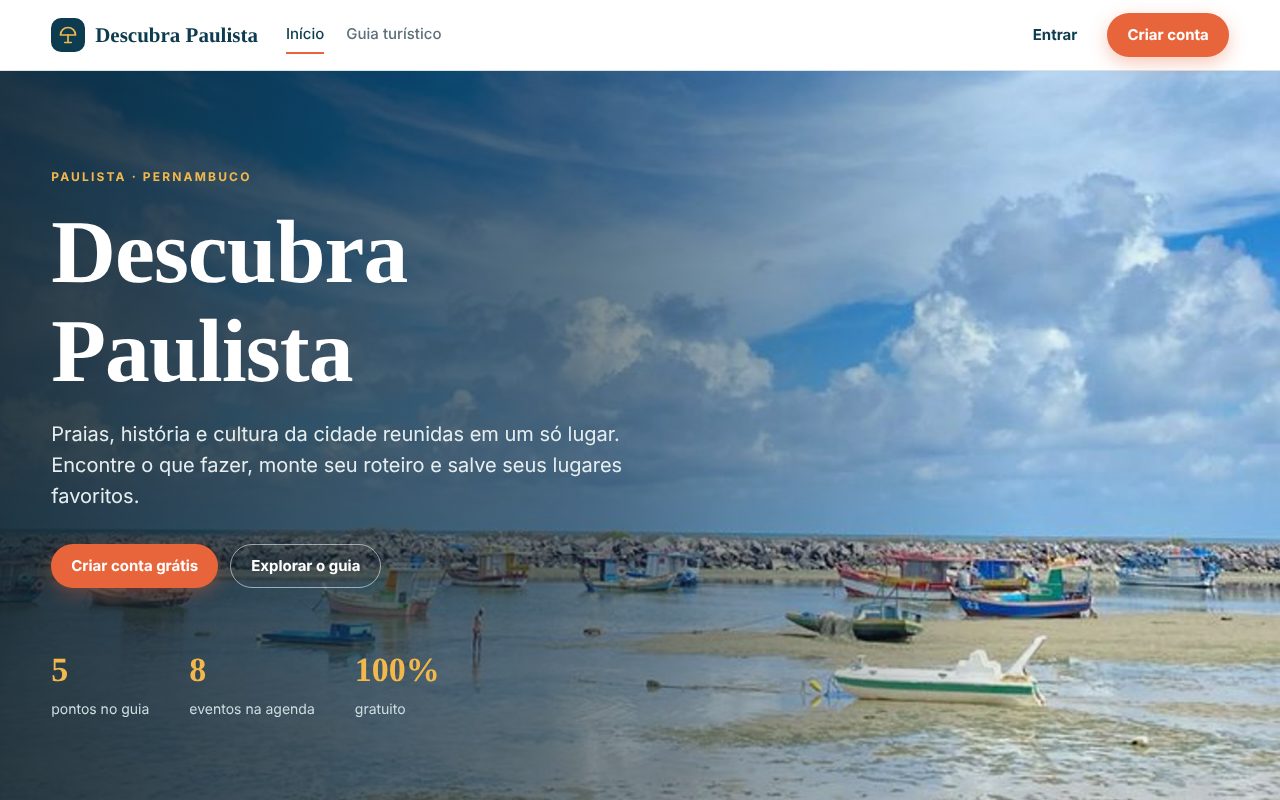 Descubra Paulista
Início
Guia turístico
Entrar
Criar conta
PAULISTA · PERNAMBUCO
Descubra
Paulista
Praias, história e cultura da cidade reunidas em um só lugar.
Encontre o que fazer, monte seu roteiro e salve seus lugares
favoritos.
Criar conta grátis
Explorar o guia
5
pontos no guia
8
eventos na agenda
100%
gratuito